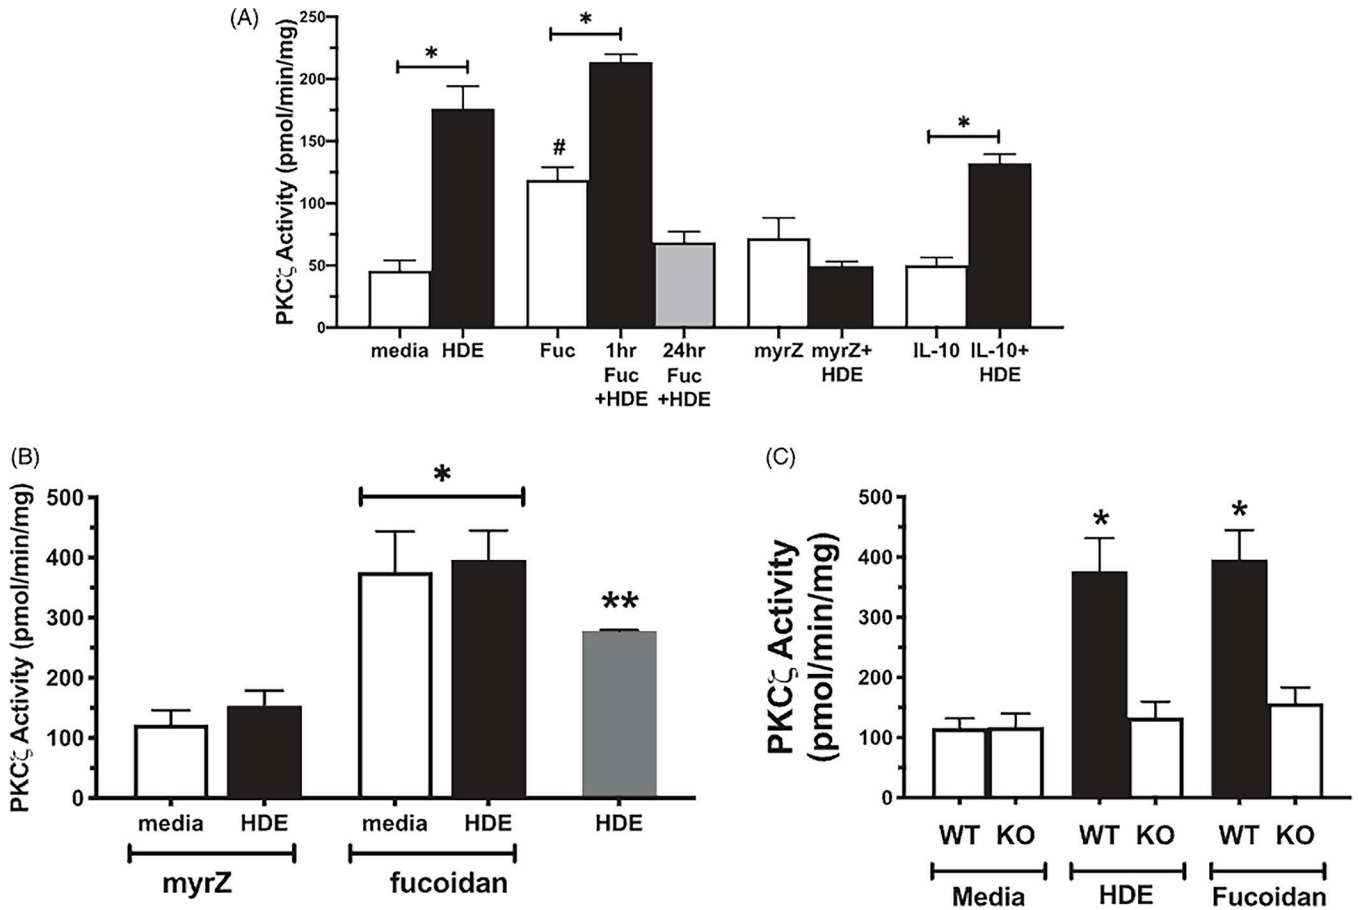 (A)
PKCζ Activity (pmol/min/mg)
250
200
150
100
50
0
*
*
#
*
media HDE Fuc 1hr 24hr myrZ myrZ+ IL-10 IL-10+
Fuc Fuc HDE HDE
+HDE +HDE
(B)
PKCζ Activity (pmol/min/mg)
500
400
300
200
100
0
*
**
media HDE media HDE HDE
myrZ fucoidan
(C)
PKCζ Activity
(pmol/min/mg)
500
400
300
200
100
0
*
*
WT KO WT KO WT KO
Media HDE Fucoidan